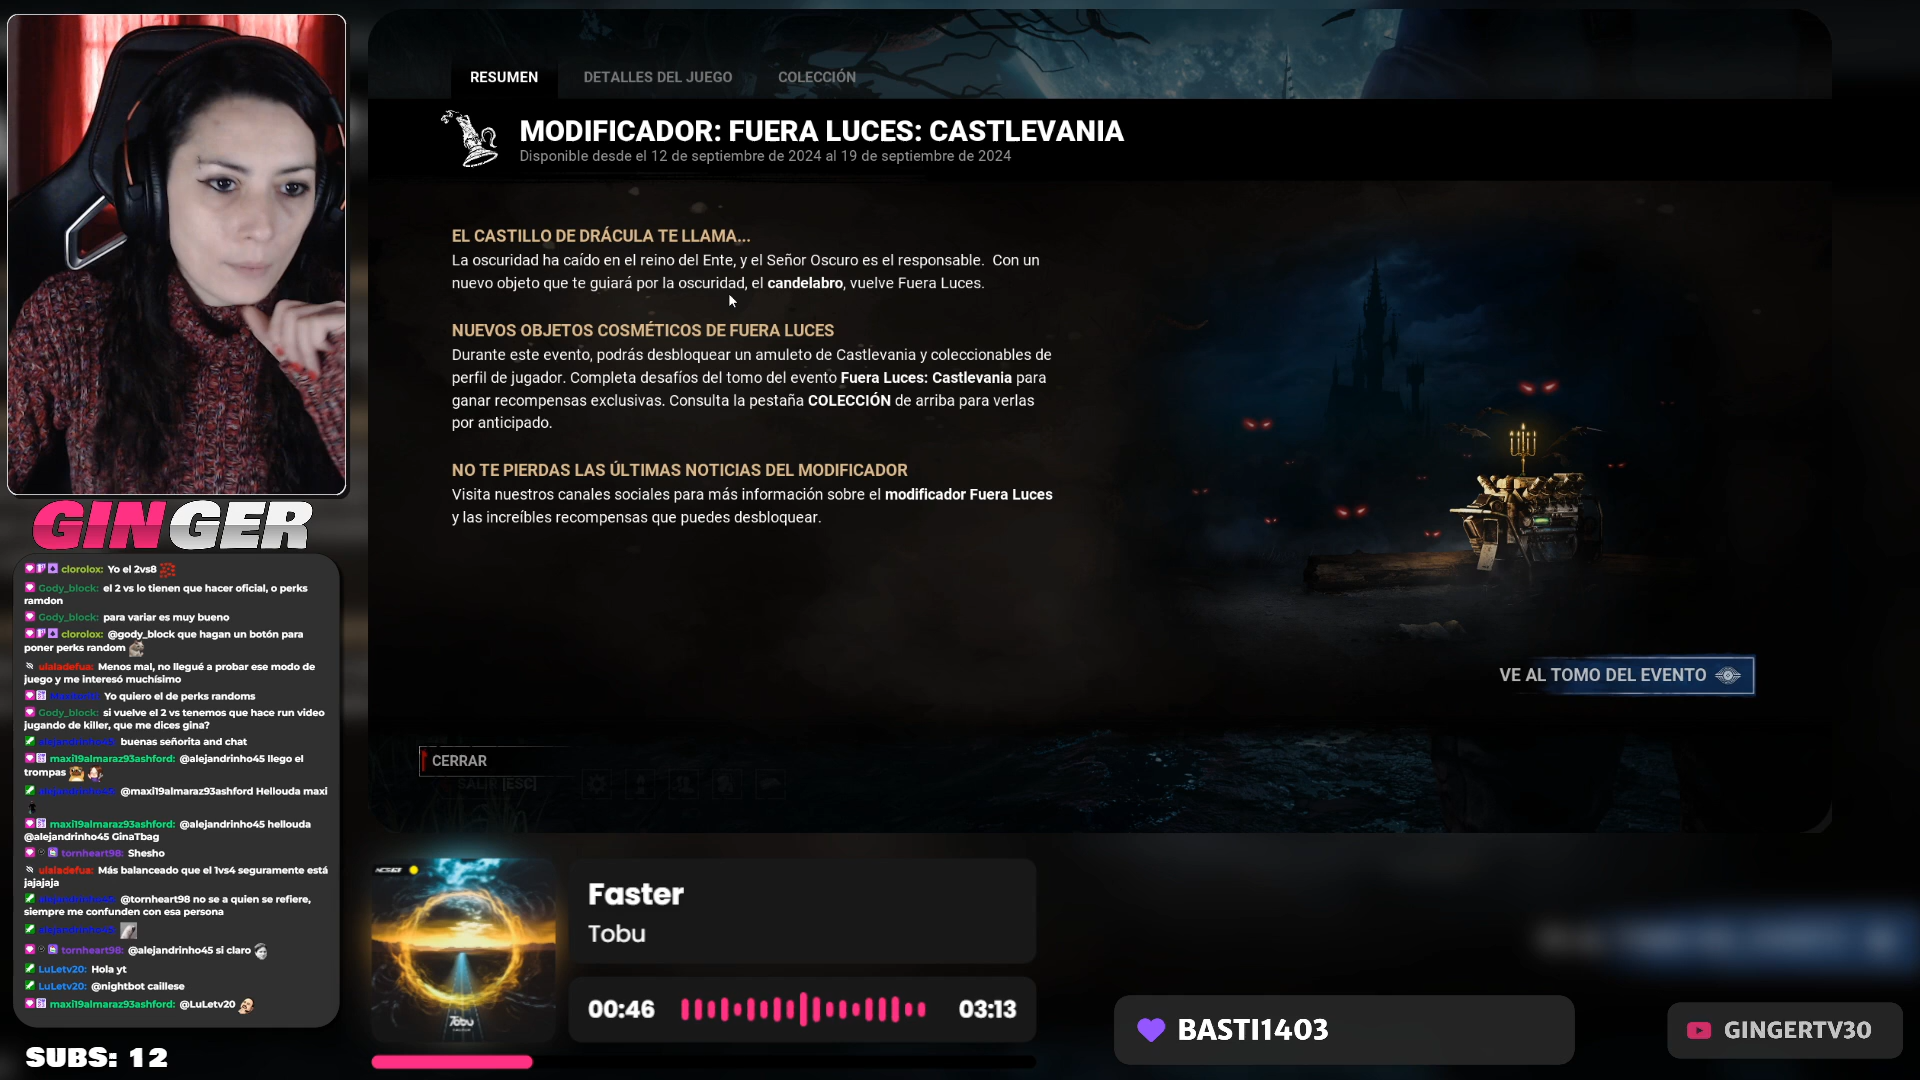 RESUMEN
DETALLES DEL JUEGO
COLECCIÓN
MODIFICADOR: FUERA LUCES: CASTLEVANIA
Disponible desde el 12 de septiembre de 2024 al 19 de septiembre de 2024
EL CASTILLO DE DRÁCULA TE LLAMA...
La oscuridad ha caído en el reino del Ente, y el Señor Oscuro es el responsable. Con un
nuevo objeto que te guiará por la oscuridad, el candelabro, vuelve Fuera Luces.
NUEVOS OBJETOS COSMÉTICOS DE FUERA LUCES
Durante este evento, podrás desbloquear un amuleto de Castlevania y coleccionables de
perfil de jugador. Completa desafíos del tomo del evento Fuera Luces: Castlevania para
ganar recompensas exclusivas. Consulta la pestaña COLECCIÓN de arriba para verlas
por anticipado.
NO TE PIERDAS LAS ÚLTIMAS NOTICIAS DEL MODIFICADOR
Visita nuestros canales sociales para más información sobre el modificador Fuera Luces
y las increíbles recompensas que puedes desbloquear.
VE AL TOMO DEL EVENTO
CERRAR
SALIR [ESC]
GINGER
clorolox: Yo el 2vs8
Gody_block: el 2 vs lo tienen que hacer oficial, o perks
ramdon
Gody_block: para variar es muy bueno
clorolox: @gody_block que hagan un botón para
poner perks random
ulaladefua: Menos mal, no llegué a probar ese modo de
juego y me interesó muchísimo
Yo quiero el de perks randoms
Gody_block: si vuelve el 2 vs tenemos que hace run video
jugando de killer, que me dices gina?
alejandrinho45: buenas señorita and chat
maxi19almaraz93ashford: @alejandrinho45 llego el
trompas
alejandrinho45: @maxi19almaraz93ashford Hellouda maxi
maxi19almaraz93ashford: @alejandrinho45 hellouda
@alejandrinho45 GinaTbag
tornheart98: Shesho
ulaladefua: Más balanceado que el 1vs4 seguramente está
jajajaja
alejandrinho45: @tornheart98 no se a quien se refiere,
siempre me confunden con esa persona
alejandrinho45:
tornheart98: @alejandrinho45 si claro
LuLetv20: Hola yt
LuLetv20: @nightbot caillese
maxi19almaraz93ashford: @LuLetv20
SUBS: 12
Tobu
Faster
Tobu
00:46
03:13
BASTI1403
GINGERTV30